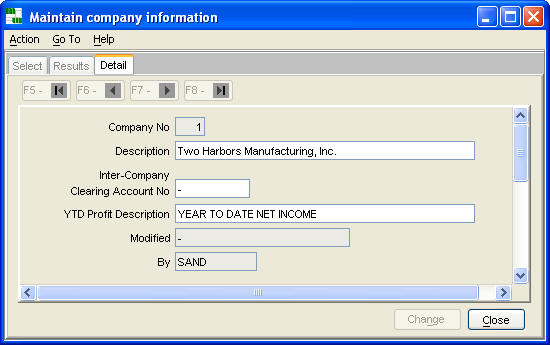 Maintain company information
Action Go To Help
Select Results Detail
F5 - F6 - F7 - F8 -
Company No 1
Description Two Harbors Manufacturing, Inc.
Inter-Company
Clearing Account No -
YTD Profit Description YEAR TO DATE NET INCOME
Modified -
By SAND
Change Close